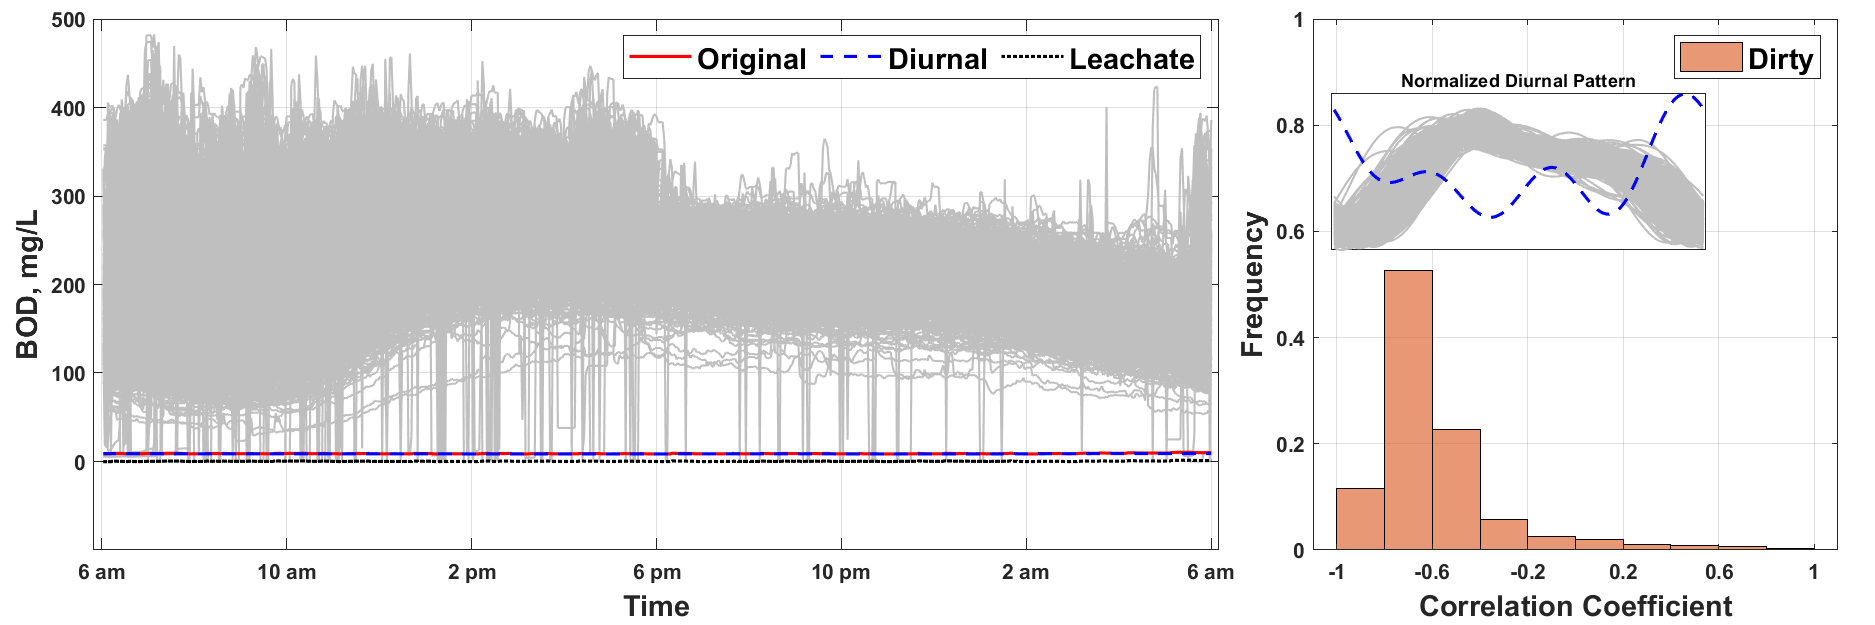 500
400
300
200
100
0
BOD, mg/L
Original Diurnal Leachate
6 am 10 am 2 pm 6 pm 10 pm 2 am 6 am
Time
1
0.8
0.6
0.4
0.2
0
Frequency
Dirty
Normalized Diurnal Pattern
-1 -0.6 -0.2 0.2 0.6 1
Correlation Coefficient